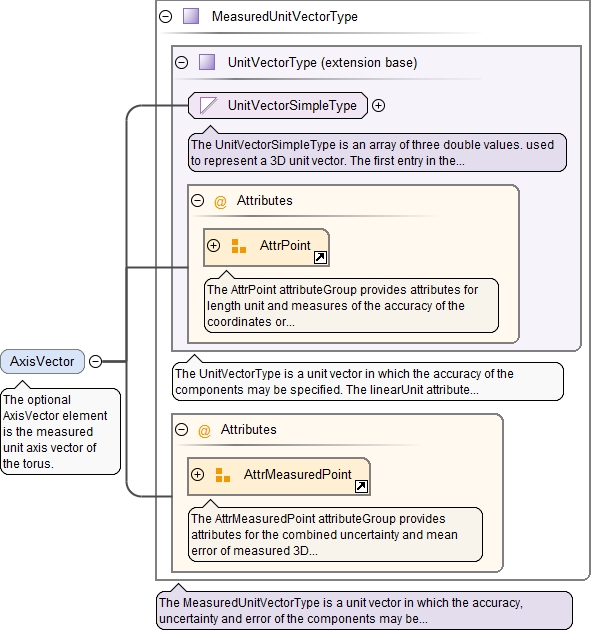 MeasuredUnitVectorType
UnitVectorType (extension base)
UnitVectorSimpleType
The UnitVectorSimpleType is an array of three double values. used
to represent a 3D unit vector. The first entry in the...
@ Attributes
AttrPoint
The AttrPoint attributeGroup provides attributes for
length unit and measures of the accuracy of the
coordinates or...
AxisVector
The optional
AxisVector element
is the measured
unit axis vector of
the torus.
The UnitVectorType is a unit vector in which the accuracy of the
components may be specified. The linearUnit attribute...
@ Attributes
AttrMeasuredPoint
The AttrMeasuredPoint attributeGroup provides
attributes for the combined uncertainty and mean
error of measured 3D...
The MeasuredUnitVectorType is a unit vector in which the accuracy,
uncertainty and error of the components may be...